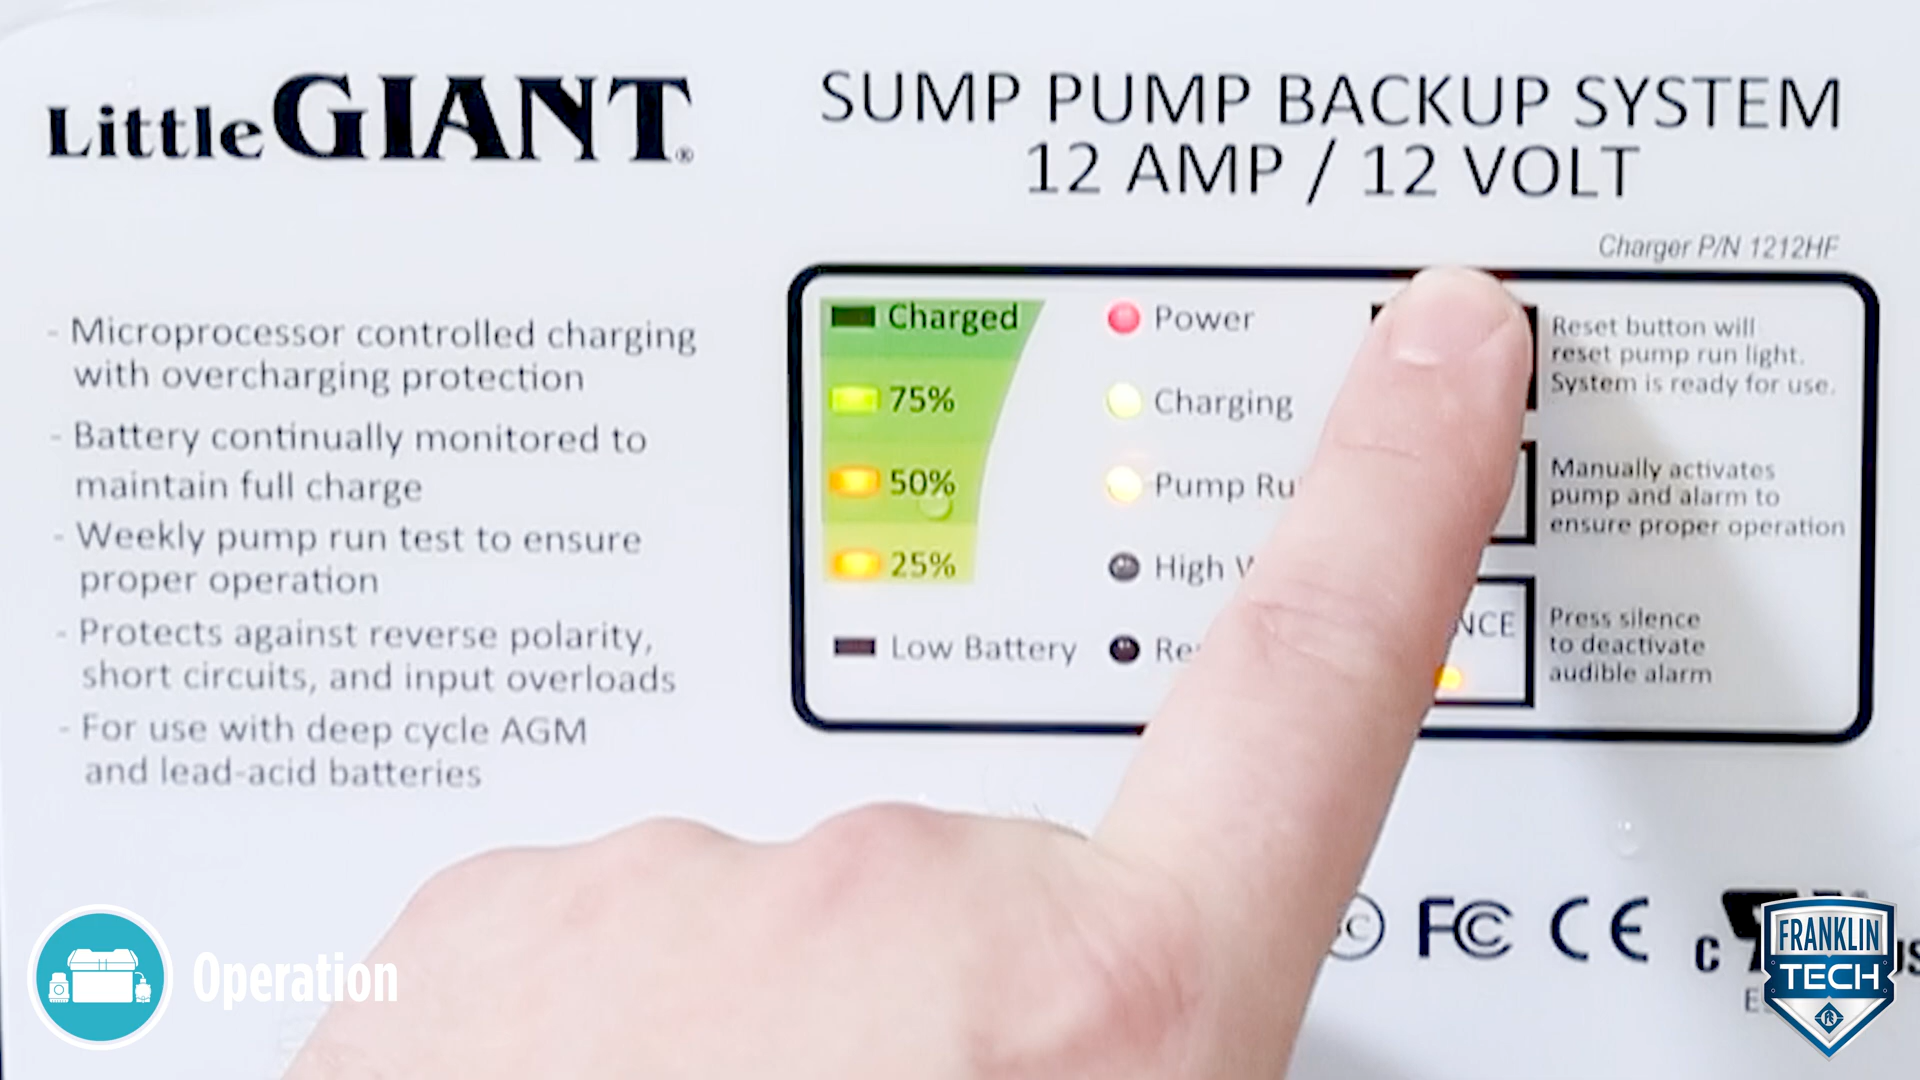 LittleGIANT®
SUMP PUMP BACKUP SYSTEM
12 AMP / 12 VOLT
Charger P/N 1212HF
- Microprocessor controlled charging
with overcharging protection
- Battery continually monitored to
maintain full charge
- Weekly pump run test to ensure
proper operation
- Protects against reverse polarity,
short circuits, and input overloads
- For use with deep cycle AGM
and lead-acid batteries
Charged
75%
50%
25%
Low Battery
Power
Charging
Pump Ru
High
Re
NCE
Reset button will
reset pump run light.
System is ready for use.
Manually activates
pump and alarm to
ensure proper operation
Press silence
to deactivate
audible alarm
FC CE
C
Operation
FRANKLIN
TECH